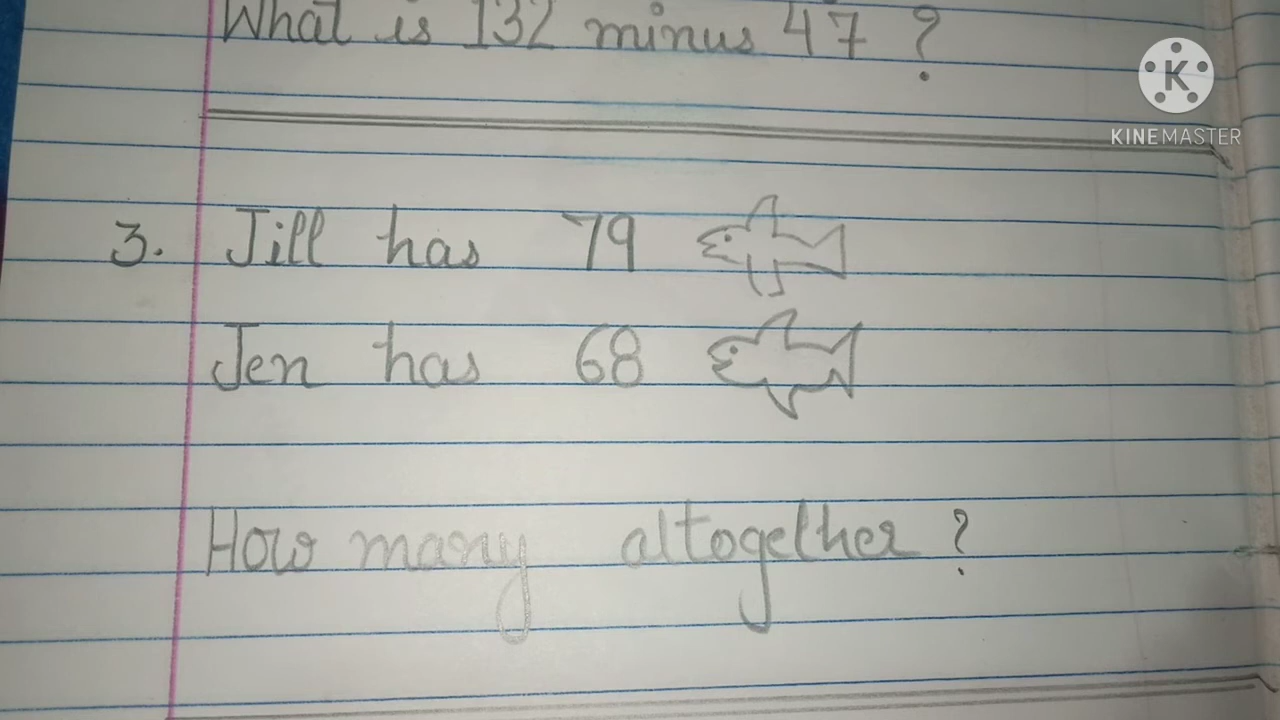 What is 132 minus 47 ?
K
KINEMASTER
3. Jill has 79
Jen has 68
How many altogether ?